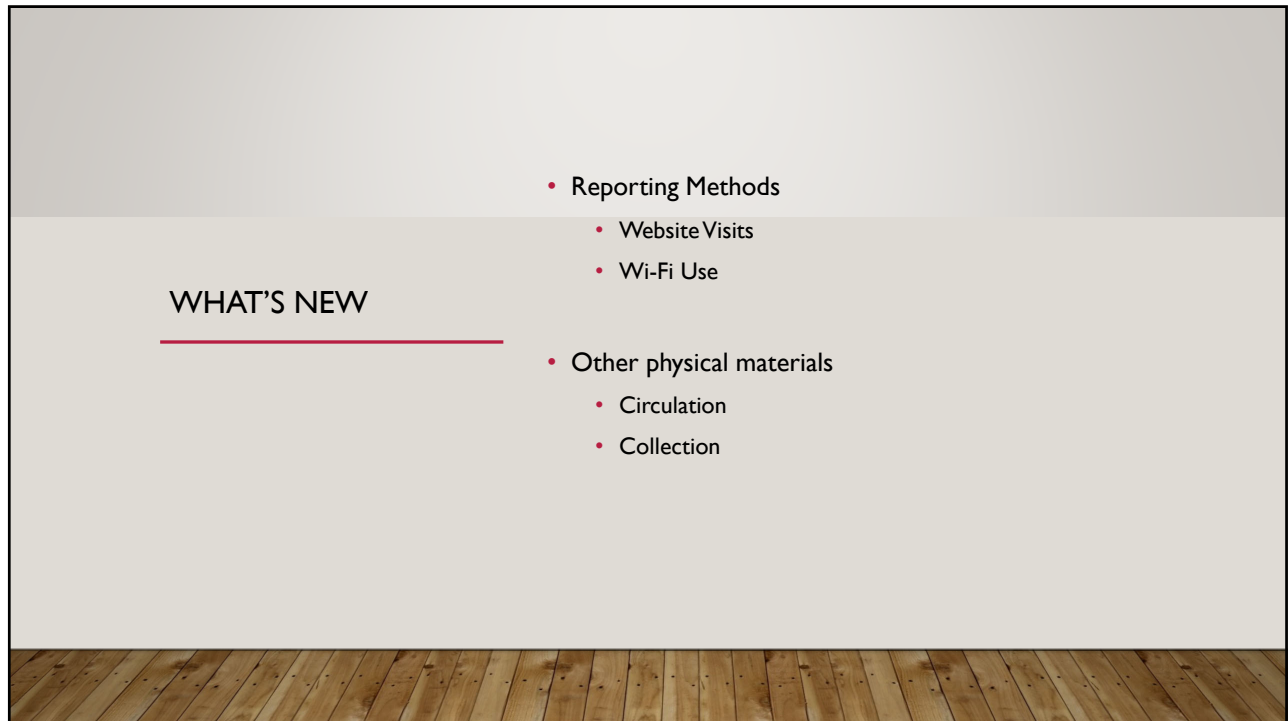 WHAT'S NEW
• Reporting Methods
• Website Visits
• Wi-Fi Use
• Other physical materials
• Circulation
• Collection